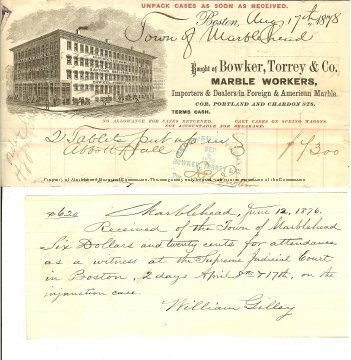 UNPACK CASES AS SOON AS RECEIVED.
Boston, Aug 17th 1878
Town of Marblehead
Bought of Bowker, Torrey & Co.
MARBLE WORKERS,
Importers & Dealers in Foreign & American Marble.
COR. PORTLAND AND CHARDON STS.
TERMS CASH.
NO ALLOWANCE FOR CASES RETURNED. CART CASES ON SPRING WAGONS.
NOT ACCOUNTABLE FOR BREAKAGE.
2 Tablets put up in
Abbott Hall
Marblehead, June 12, 1876.
$6.20
Received of the Town of Marblehead
Six Dollars and twenty cents for attendance
as a witness at the Supreme Judicial Court
in Boston, 2 days April 8th & 17th, on the
injunction case.
William Gilley